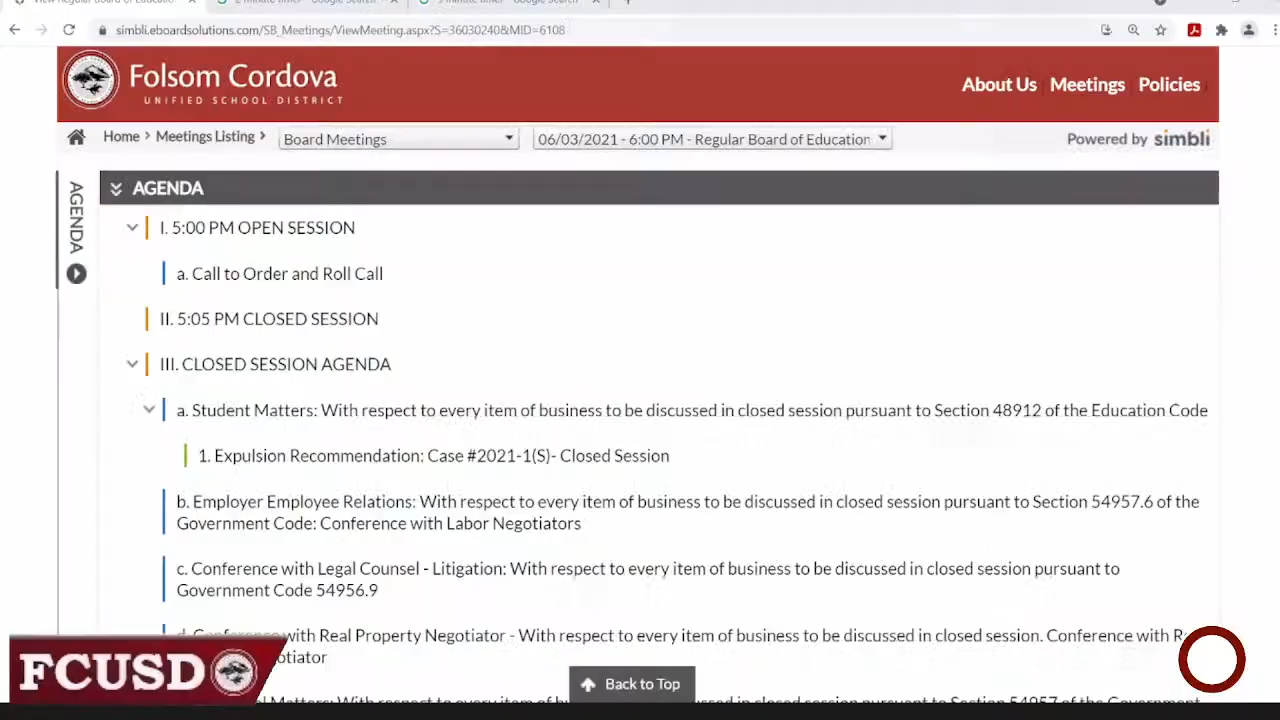 simbli.eboardsolutions.com/SB_Meetings/ViewMeeting.aspx?S=36030240&MID=6108
Folsom Cordova
UNIFIED SCHOOL DISTRICT
About Us Meetings Policies
Home > Meetings Listing > Board Meetings 06/03/2021 - 6:00 PM - Regular Board of Education Powered by simbli
AGENDA
AGENDA
I. 5:00 PM OPEN SESSION
a. Call to Order and Roll Call
II. 5:05 PM CLOSED SESSION
III. CLOSED SESSION AGENDA
a. Student Matters: With respect to every item of business to be discussed in closed session pursuant to Section 48912 of the Education Code
1. Expulsion Recommendation: Case #2021-1(S)- Closed Session
b. Employer Employee Relations: With respect to every item of business to be discussed in closed session pursuant to Section 54957.6 of the
Government Code: Conference with Labor Negotiators
c. Conference with Legal Counsel - Litigation: With respect to every item of business to be discussed in closed session pursuant to
Government Code 54956.9
d. Conference with Real Property Negotiator - With respect to every item of business to be discussed in closed session. Conference with
FCUSD
Back to Top